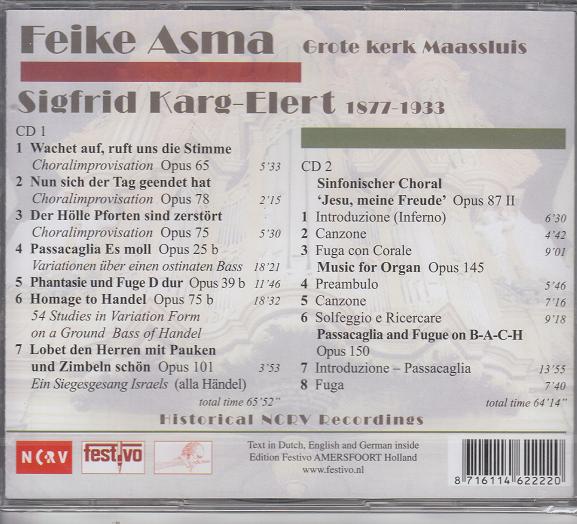 Feike Asma Grote kerk Maassluis
Sigfrid Karg-Elert 1877-1933
CD 1
1 Wachet auf, ruft uns die Stimme
Choralimprovisation Opus 65 5'33
2 Nun sich der Tag geendet hat
Choralimprovisation Opus 78 2'15
3 Der Hölle Pforten sind zerstört
Choralimprovisation Opus 75 5'30
4 Passacaglia Es moll Opus 25 b
Variationen über einen ostinaten Bass 18'21
5 Phantasie und Fuge D dur Opus 39 b 11'46
6 Homage to Handel Opus 75 b 18'32
54 Studies in Variation Form
on a Ground Bass of Handel
7 Lobet den Herren mit Pauken
und Zimbeln schön Opus 101 3'53
Ein Siegesgesang Israels (alla Händel)
total time 65'52"
CD 2
Sinfonischer Choral
'Jesu, meine Freude' Opus 87 II
1 Introduzione (Inferno) 6'30
2 Canzone 4'42
3 Fuga con Corale 9'01
Music for Organ Opus 145
4 Preambulo 5'46
5 Canzone 7'16
6 Solfeggio e Ricercare 9'18
Passacaglia and Fugue on B-A-C-H
Opus 150
7 Introduzione – Passacaglia 13'55
8 Fuga 7'40
total time 64'14"
Historical NCRV Recordings
NCRV
festivo
Text in Dutch, English and German inside
Edition Festivo AMERSFOORT Holland
www.festivo.nl
8 716114 622220